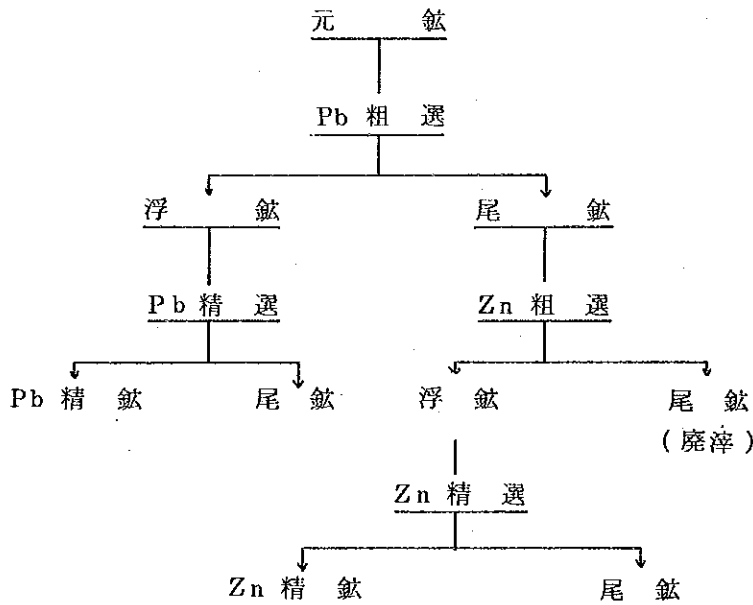 元 鉱
Pb 粗 選
浮 鉱 尾 鉱
Pb 精 選 Zn 粗 選
Pb 精 鉱 尾 鉱 浮 鉱 尾 鉱
(廃滓)
Zn 精 選
Zn 精 鉱 尾 鉱